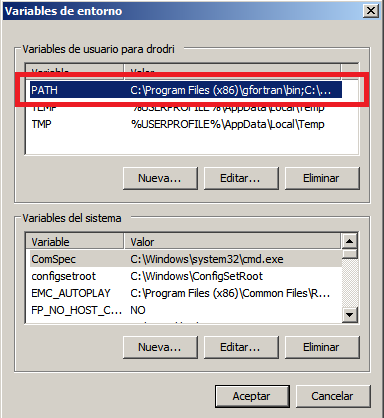 Variables de entorno
Variables de usuario para drodri
Variable Valor
PATH C:\Program Files (x86)\gfortran\bin;C:\...
TEMP %USERPROFILE%\AppData\Local\Temp
TMP %USERPROFILE%\AppData\Local\Temp
Nueva... Editar... Eliminar
Variables del sistema
Variable Valor
ComSpec C:\Windows\system32\cmd.exe
configsetroot C:\Windows\ConfigSetRoot
EMC_AUTOPLAY C:\Program Files (x86)\Common Files\R...
FP_NO_HOST_C... NO
Nueva... Editar... Eliminar
Aceptar Cancelar